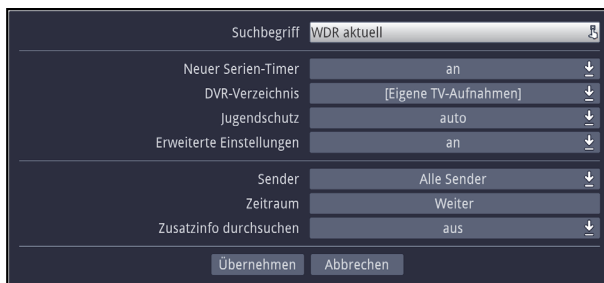 Suchbegriff WDR aktuell
Neuer Serien-Timer an
DVR-Verzeichnis [Eigene TV-Aufnahmen]
Jugendschutz auto
Erweiterte Einstellungen an
Sender Alle Sender
Zeitraum Weiter
Zusatzinfo durchsuchen aus
Übernehmen Abbrechen